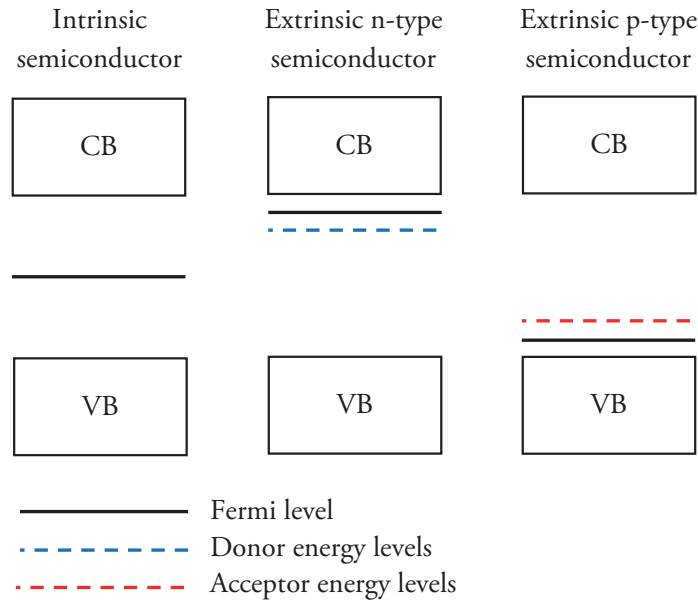 Intrinsic
semiconductor
Extrinsic n-type
semiconductor
Extrinsic p-type
semiconductor
CB
CB
CB
VB
VB
VB
Fermi level
Donor energy levels
Acceptor energy levels